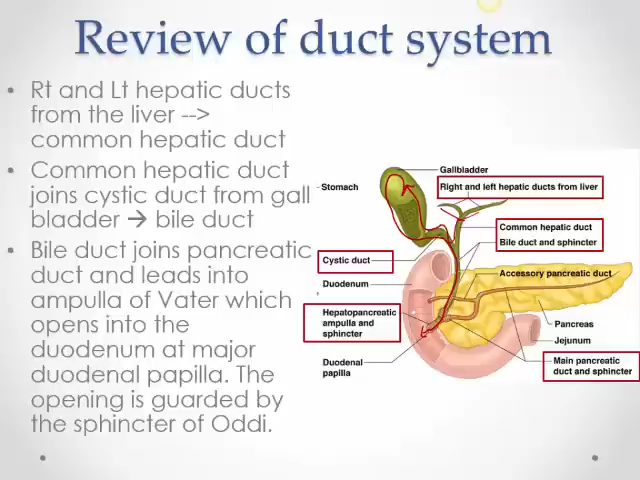 Review of duct system
• Rt and Lt hepatic ducts
from the liver -->
common hepatic duct
• Common hepatic duct
joins cystic duct from gall
bladder → bile duct
• Bile duct joins pancreatic
duct and leads into
ampulla of Vater which
opens into the
duodenum at major
duodenal papilla. The
opening is guarded by
the sphincter of Oddi.
Gallbladder
Stomach
Right and left hepatic ducts from liver
Common hepatic duct
Bile duct and sphincter
Cystic duct
Accessory pancreatic duct
Duodenum
Hepatopancreatic
ampulla and
sphincter
Pancreas
Jejunum
Duodenal
papilla
Main pancreatic
duct and sphincter